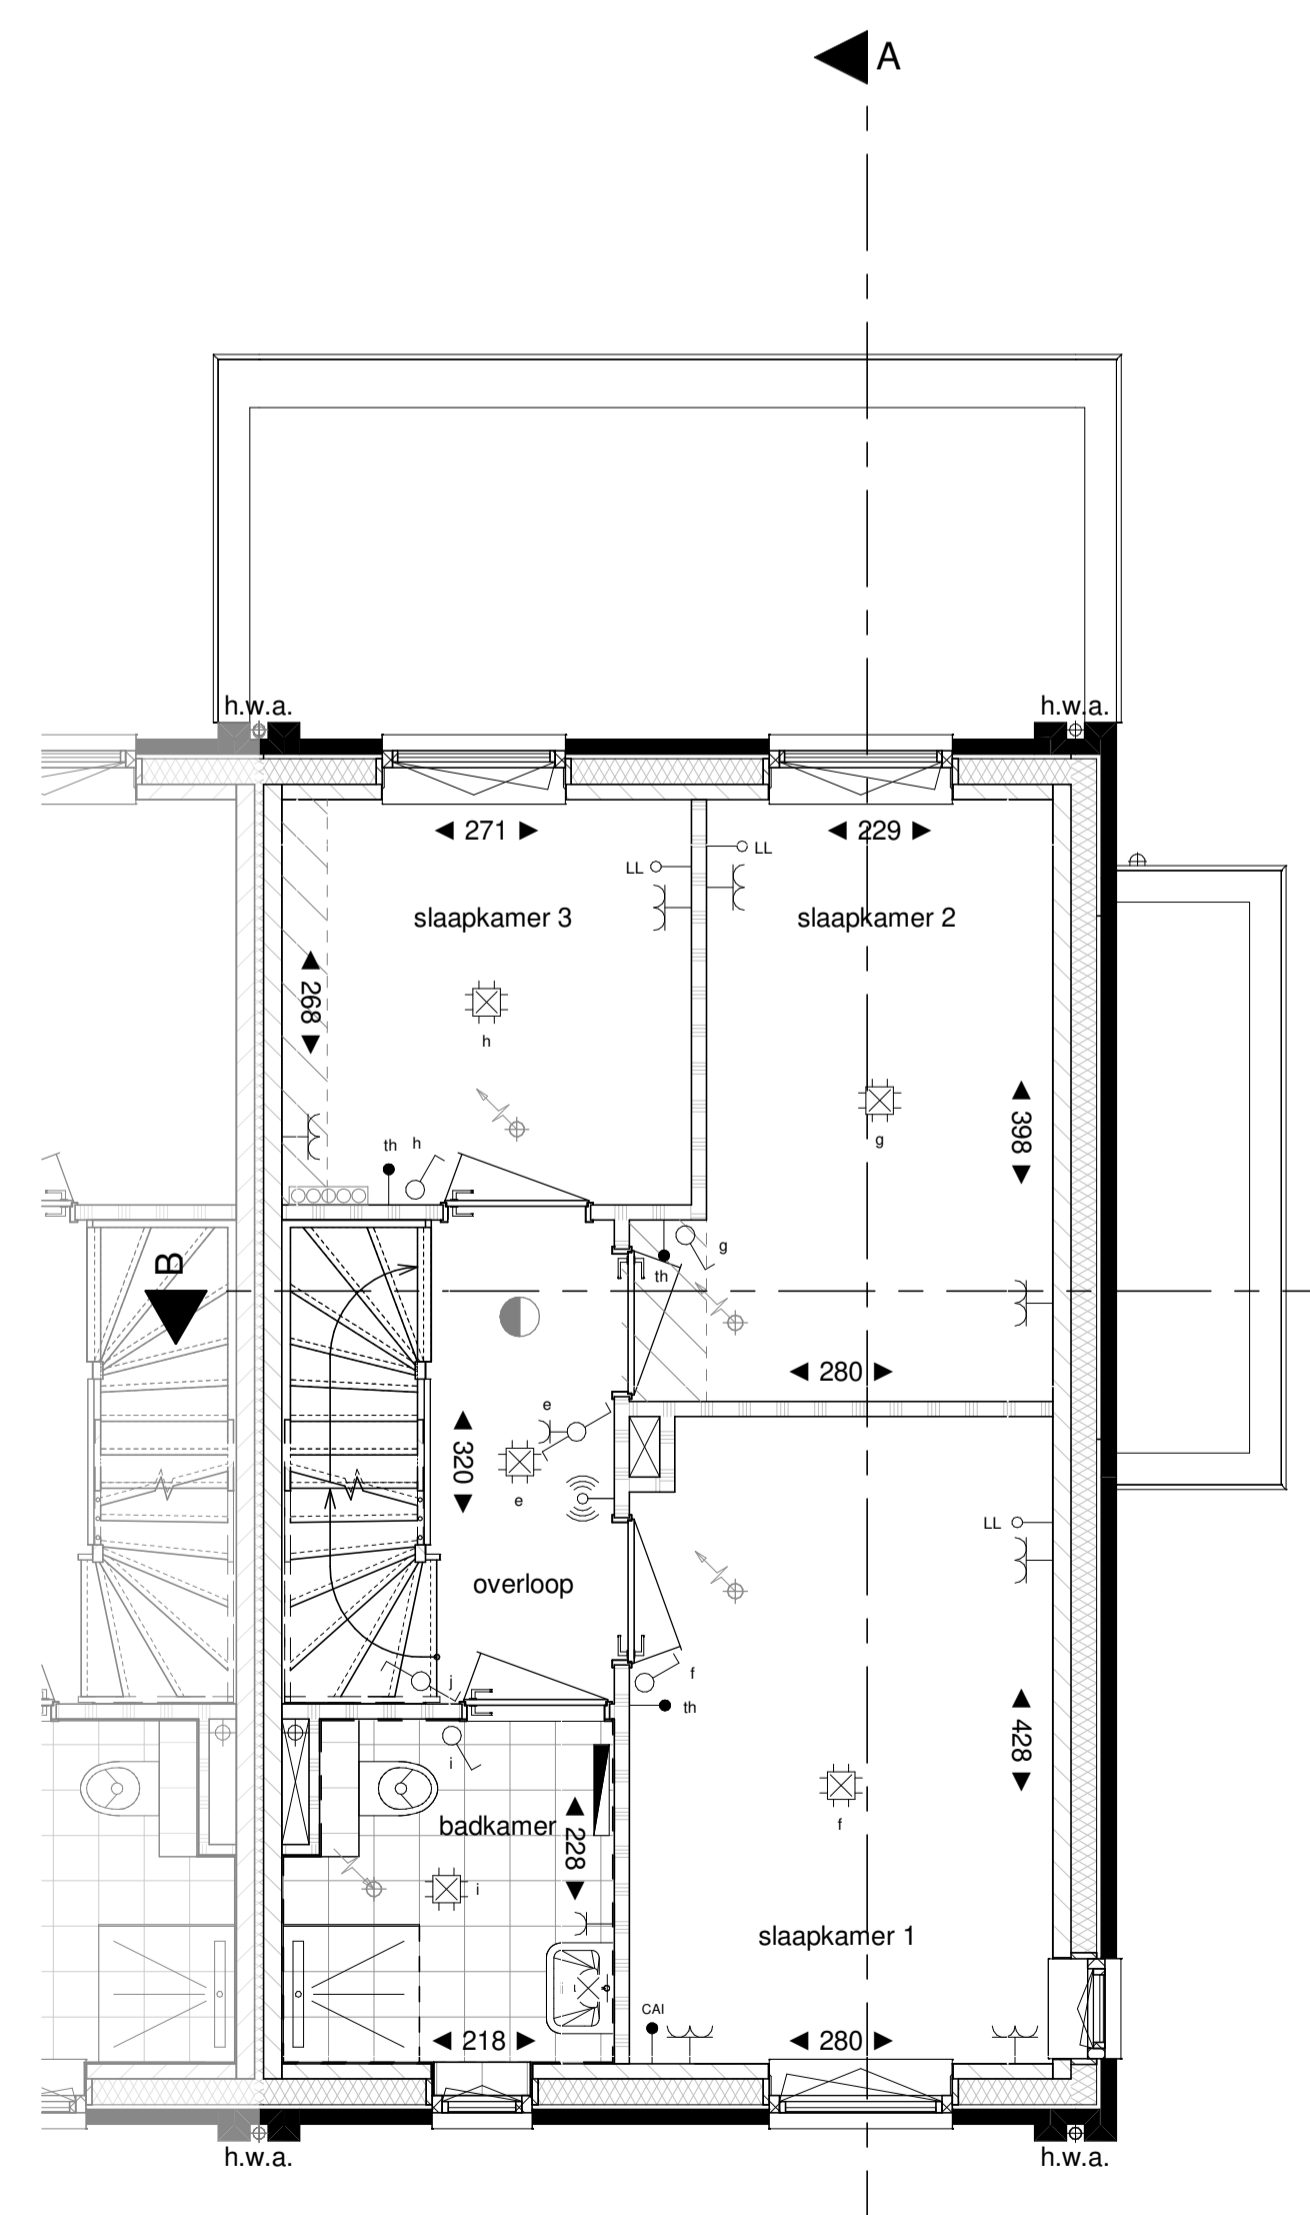 A
h.w.a.
h.w.a.
271
229
LL
LL
slaapkamer 3
slaapkamer 2
268
h
g
398
th
h
g
th
B
280
e
320
e
LL
overloop
f
j
th
i
428
badkamer
228
f
i
slaapkamer 1
CAI
218
280
h.w.a.
h.w.a.